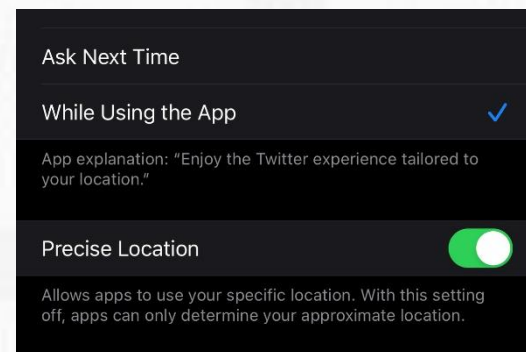 Ask Next Time
While Using the App
App explanation: “Enjoy the Twitter experience tailored to
your location.”
Precise Location
Allows apps to use your specific location. With this setting
off, apps can only determine your approximate location.